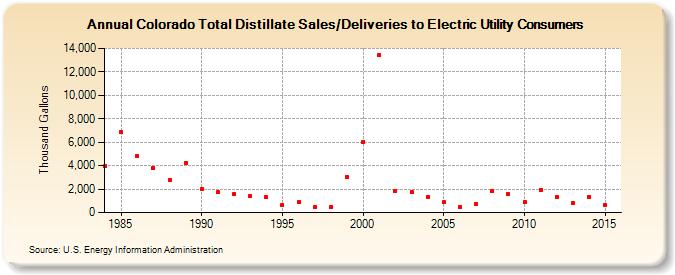 Annual Colorado Total Distillate Sales/Deliveries to Electric Utility Consumers
Thousand Gallons
14,000
12,000
10,000
8,000
6,000
4,000
2,000
0
1985 1990 1995 2000 2005 2010 2015
Source: U.S. Energy Information Administration